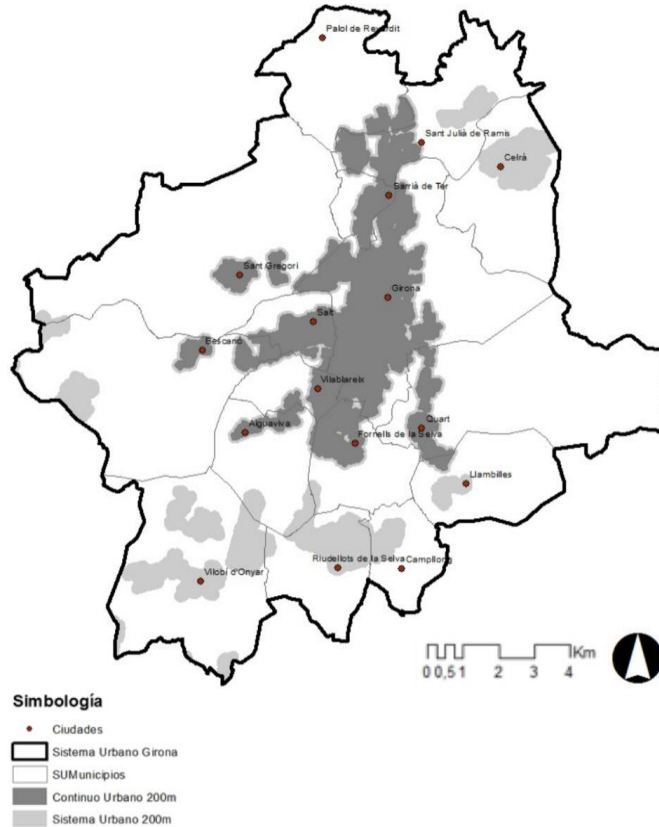 Palol de Revardit
Sant Julià de Ramis
Celrà
Sarrià de Ter
Sant Gregori
Girona
Salt
Bescanó
Vilablareix
Aiguaviva
Quart
Fornells de la Selva
Llambilles
Riudellots de la Selva
Campllong
Vilobí d'Onyar
Km
0 0,5 1 2 3 4
Simbología
Ciudades
Sistema Urbano Girona
SUMunicipios
Continuo Urbano 200m
Sistema Urbano 200m